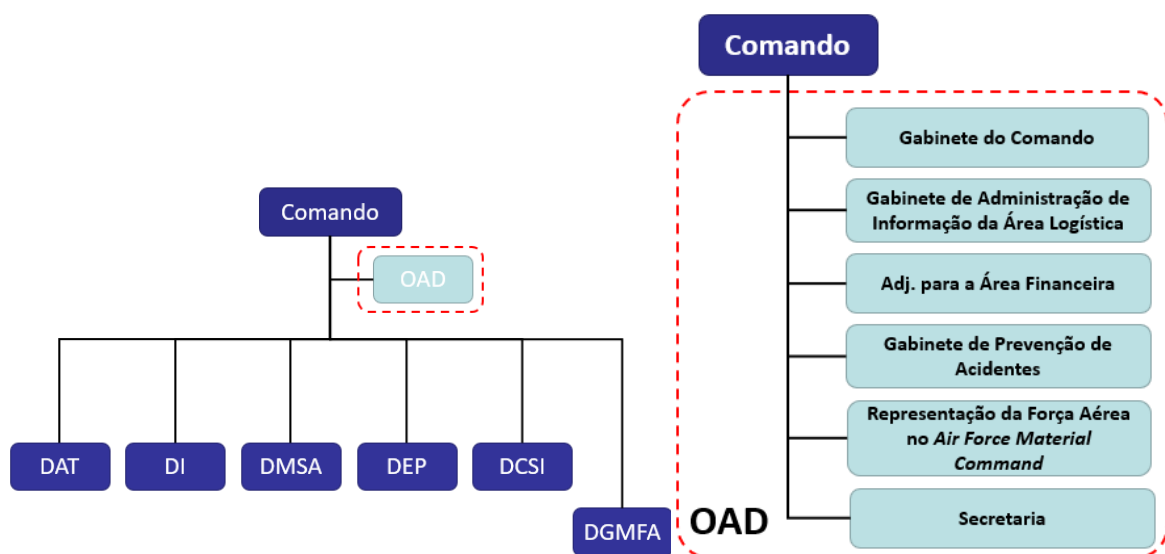 Comando
OAD
DAT
DI
DMSA
DEP
DCSI
DGMFA
Comando
Gabinete do Comando
Gabinete de Administração de
Informação da Área Logística
Adj. para a Área Financeira
Gabinete de Prevenção de
Acidentes
Representação da Força Aérea
no Air Force Material
Command
Secretaria
OAD